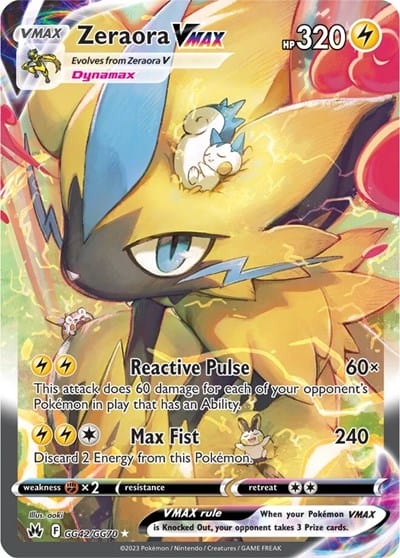 VMAX
Zeraora VMAX
HP 320
Evolves from Zeraora V
Dynamax
Reactive Pulse 60×
This attack does 60 damage for each of your opponent's
Pokémon in play that has an Ability.
Max Fist 240
Discard 2 Energy from this Pokémon.
weakness ×2 resistance retreat
Illus. ooki
F GG42/GG70 ★
VMAX rule
When your Pokémon VMAX
is Knocked Out, your opponent takes 3 Prize cards.
©2023 Pokémon / Nintendo / Creatures / GAME FREAK